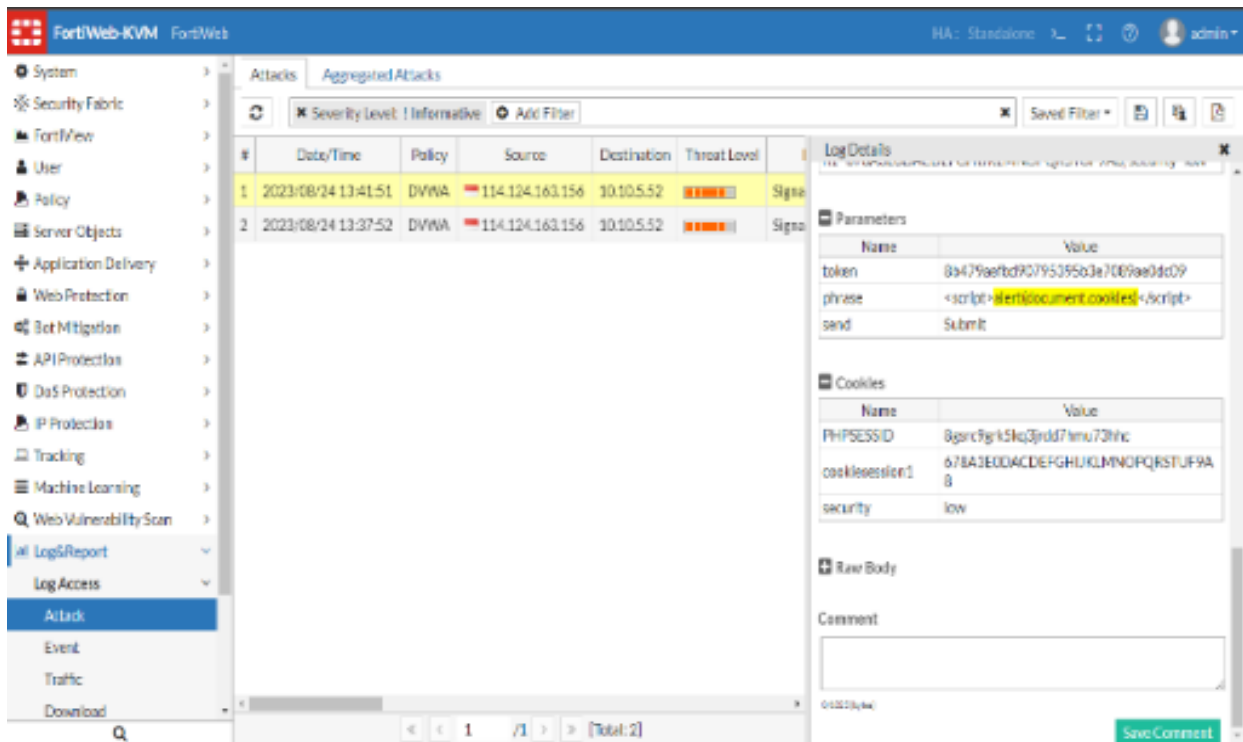 FortiWeb-KVM FortiWeb
HA: Standalone >_ admin
System
Security Fabric
FortiView
User
Policy
Server Objects
Application Delivery
Web Protection
Bot Mitigation
API Protection
DoS Protection
IP Protection
Tracking
Machine Learning
Web Vulnerability Scan
Log&Report
Log Access
Attack
Event
Traffic
Download
Attacks Aggregated Attacks
Severity Level: ! Informative Add Filter
Saved Filter
# Date/Time Policy Source Destination Threat Level
1 2023/08/24 13:41:51 DVWA 114.124.163.156 10.10.5.52 Signa
2 2023/08/24 13:37:52 DVWA 114.124.163.156 10.10.5.52 Signa
« < 1 /1 > » [Total: 2]
Log Details
Parameters
Name Value
token
phrase <script>alert(document.cookies)</script>
send Submit
Cookies
Name Value
PHPSESSID
cookiesession1 678A3E0DACDEFGHIJKLMNOPQRSTUF9A
8
security low
Raw Body
Comment
Save Comment